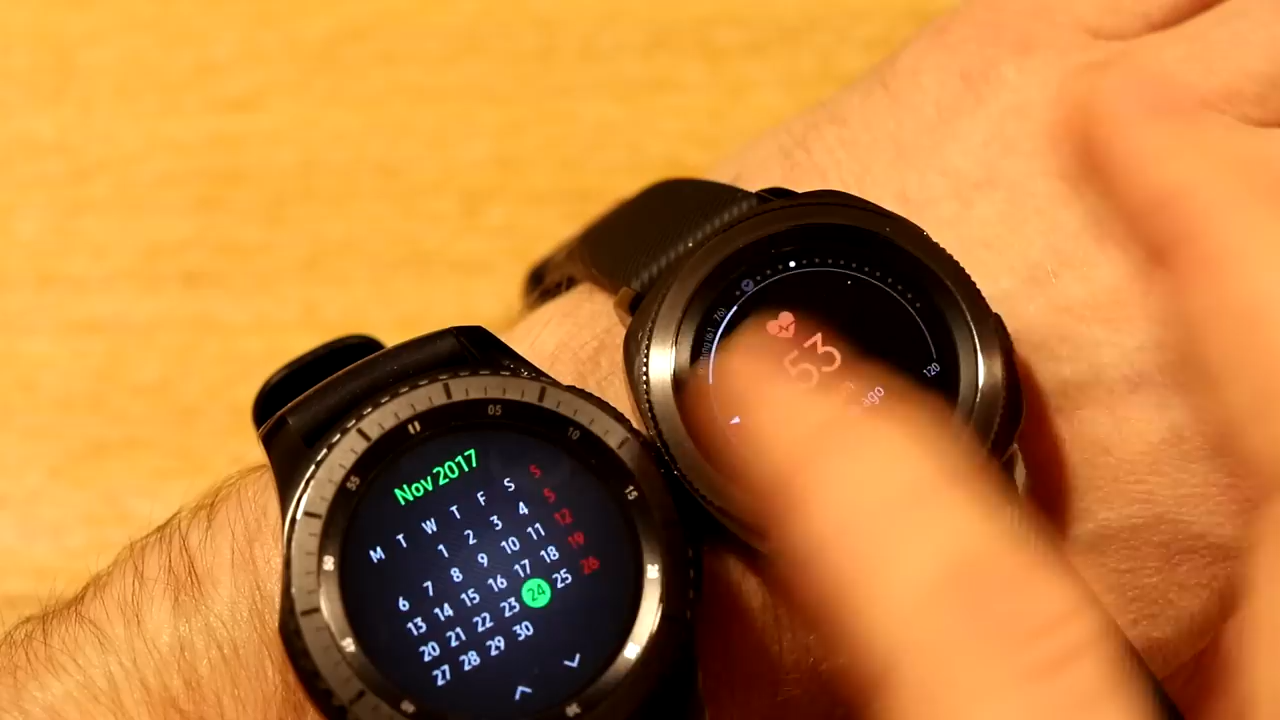 Nov 2017
M T W T F S S
1 2 3 4 5
6 7 8 9 10 11 12
13 14 15 16 17 18 19
20 21 22 23 24 25 26
27 28 29 30
05
10
15
55
53
ago
120
61 76)